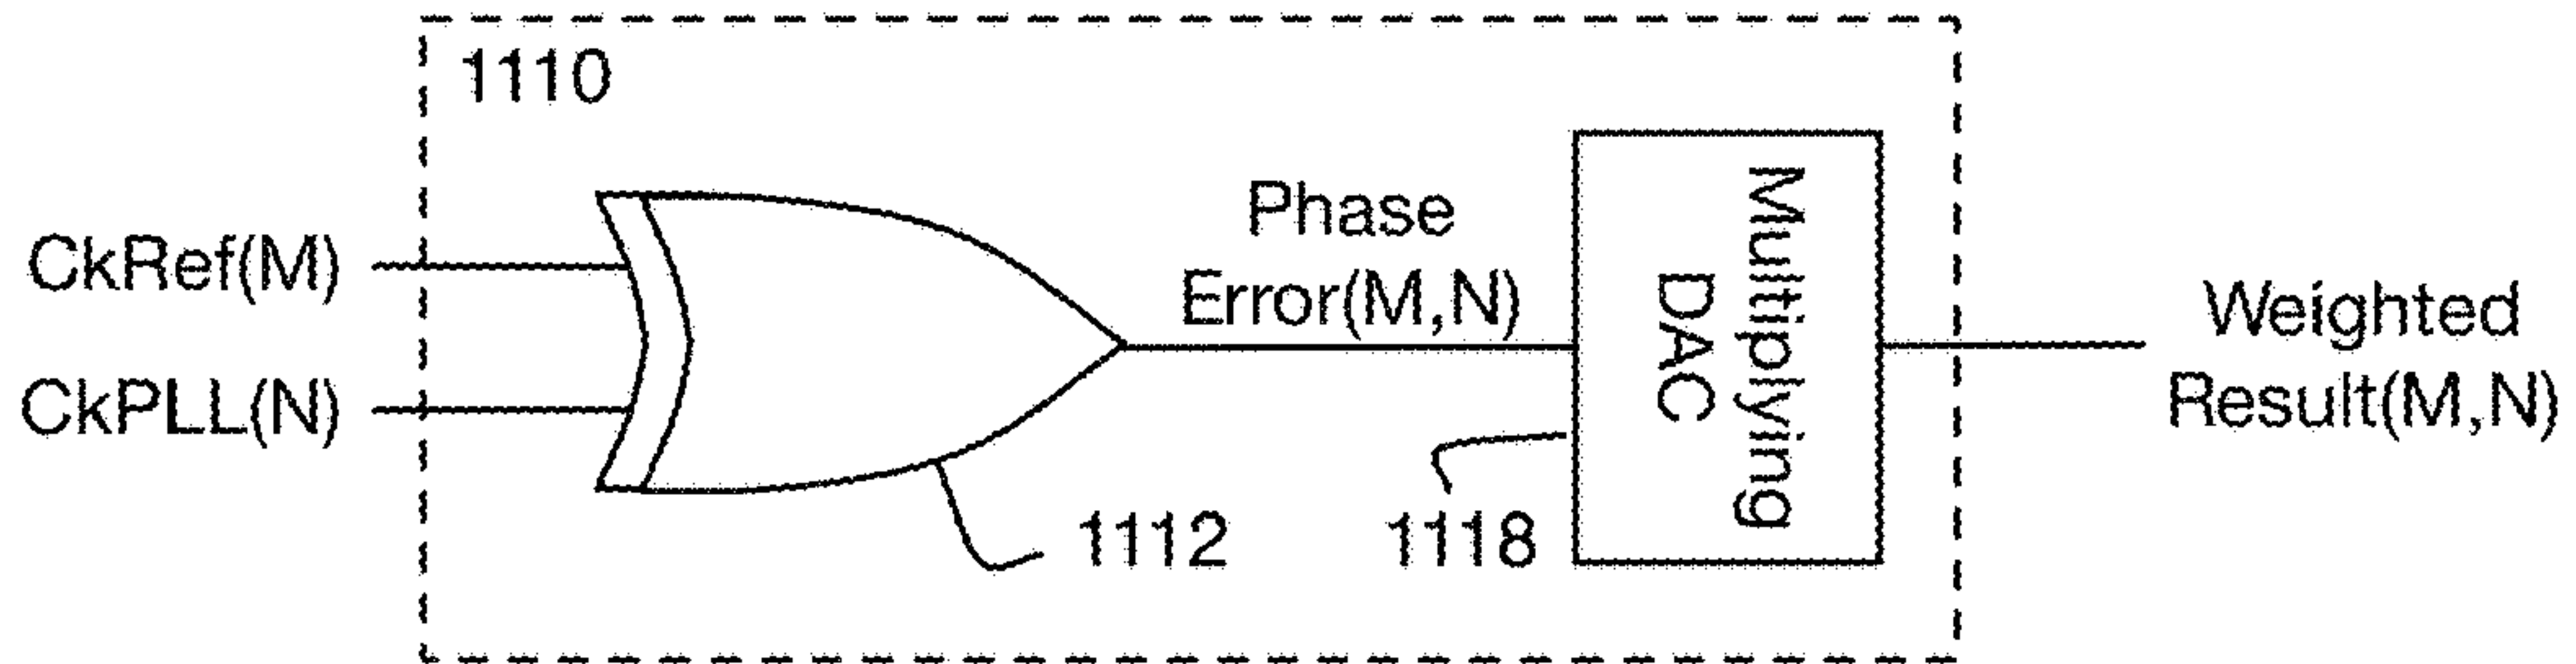 1110
CkRef(M)
CkPLL(N)
Phase
Error(M,N)
Multiplying
DAC
Weighted
Result(M,N)
1112
1118